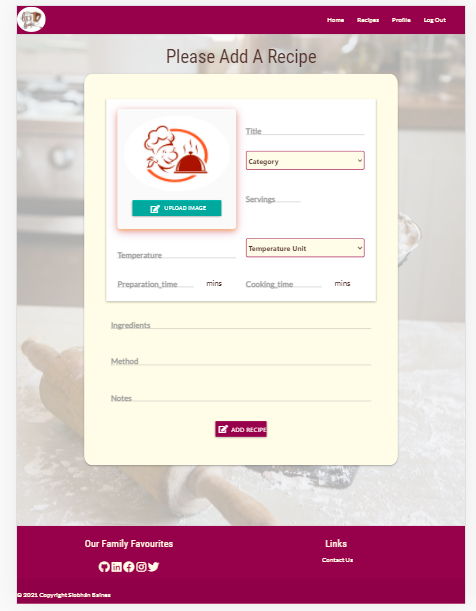 Home Recipes Profile Log Out
Please Add A Recipe
Title
Category
UPLOAD IMAGE
Servings
Temperature
Temperature Unit
Preparation_time mins
Cooking_time mins
Ingredients
Method
Notes
ADD RECIPE
Our Family Favourites
Links
Contact Us
© 2021 Copyright Siobhán Baines